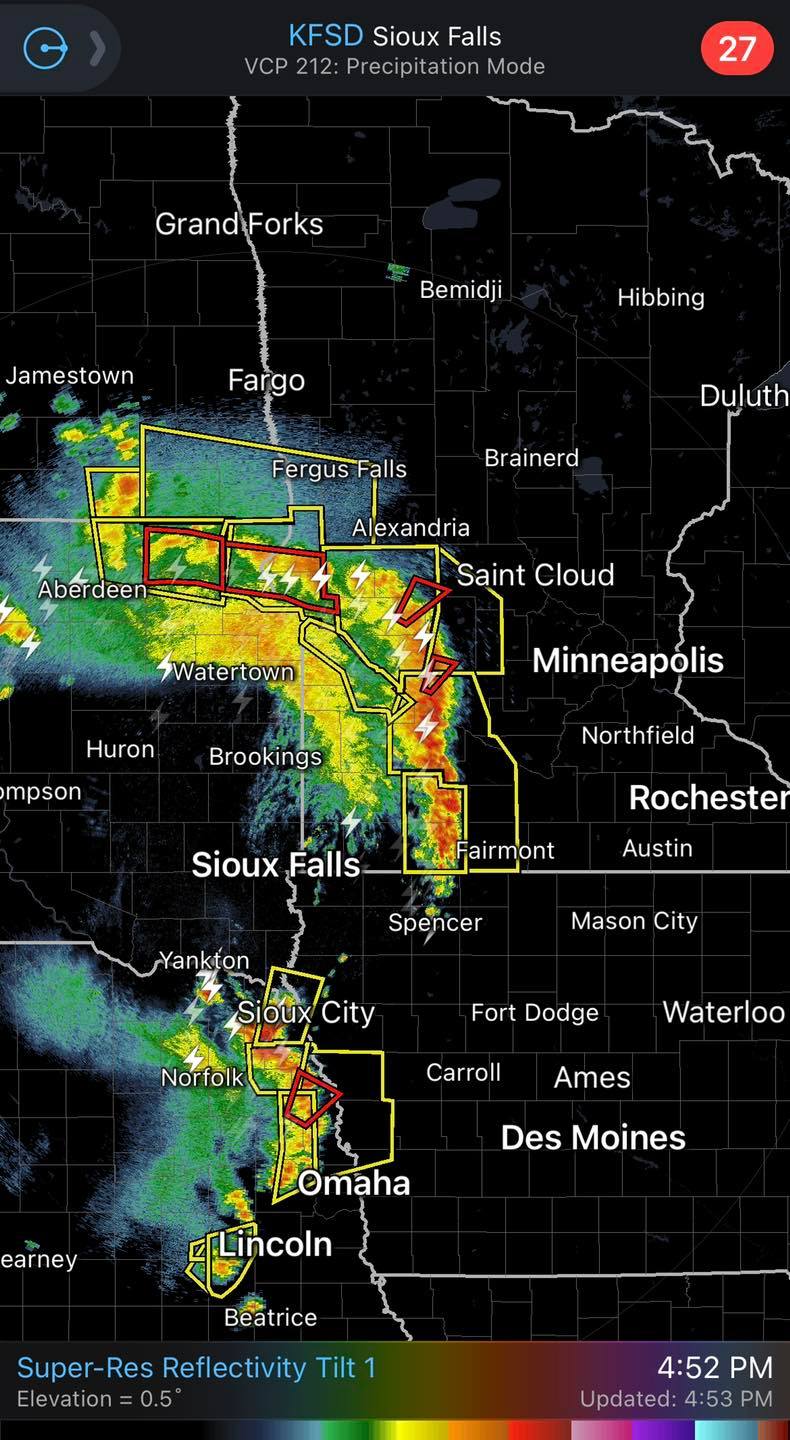 KFSD Sioux Falls
VCP 212: Precipitation Mode
27
Grand Forks
Bemidji
Hibbing
Jamestown
Fargo
Duluth
Brainerd
Fergus Falls
Alexandria
Saint Cloud
Aberdeen
Minneapolis
Watertown
Northfield
Huron
Brookings
ompson
Rochester
Austin
Fairmont
Sioux Falls
Spencer
Mason City
Yankton
Sioux City
Fort Dodge
Waterloo
Norfolk
Carroll
Ames
Des Moines
Omaha
Lincoln
earney
Beatrice
Super-Res Reflectivity Tilt 1
4:52 PM
Elevation = 0.5°
Updated: 4:53 PM